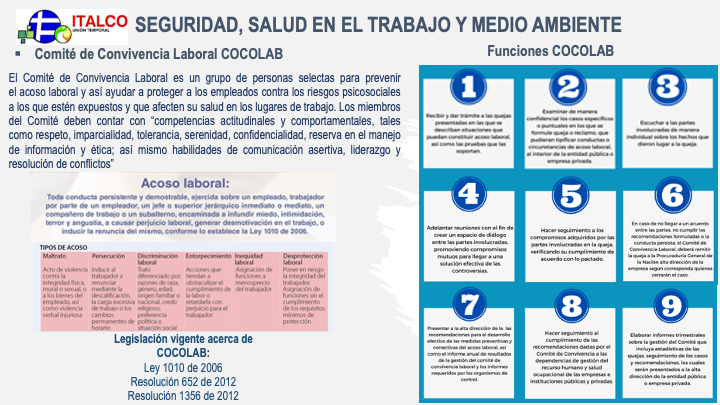 ITALCO
UNIÓN TEMPORAL
SEGURIDAD, SALUD EN EL TRABAJO Y MEDIO AMBIENTE
▪ Comité de Convivencia Laboral COCOLAB
El Comité de Convivencia Laboral es un grupo de personas selectas para prevenir
el acoso laboral y así ayudar a proteger a los empleados contra los riesgos psicosociales
a los que estén expuestos y que afecten su salud en los lugares de trabajo. Los miembros
del Comité deben contar con “competencias actitudinales y comportamentales, tales
como respeto, imparcialidad, tolerancia, serenidad, confidencialidad, reserva en el manejo
de información y ética; así mismo habilidades de comunicación asertiva, liderazgo y
resolución de conflictos”
Acoso laboral:
Toda conducta persistente y demostrable, ejercida sobre un empleado, trabajador
por parte de un empleador, un jefe o superior jerárquico inmediato o mediato, un
compañero de trabajo o un subalterno, encaminada a infundir miedo, intimidación,
terror y angustia, a causar perjuicio laboral, generar desmotivación en el trabajo, o
inducir la renuncia del mismo, conforme lo establece la Ley 1010 de 2006.
TIPOS DE ACOSO
Maltrato
Acto de violencia
contra la
integridad física,
moral o sexual, o
a los bienes del
empleado, así
como violencia
verbal injuriosa
Persecución
Inducir al
trabajador a
renunciar
mediante la
descalificación,
la carga excesiva
de trabajo o los
cambios
permanentes de
horario
Discriminación
laboral
Trato
diferenciado por
razones de raza,
género, edad,
origen familiar o
nacional, credo
religioso,
preferencia
política o
situación social
Entorpecimiento
Acciones que
tiendan a
obstaculizar el
cumplimiento de
la labor o
retardarla con
perjuicio para el
trabajador
Inequidad
laboral
Asignación de
funciones a
menosprecio
del trabajador
Desprotección
laboral
Poner en riesgo
la integridad del
trabajador.
Asignación de
funciones sin el
cumplimiento
de los requisitos
mínimos de
protección
Legislación vigente acerca de
COCOLAB:
Ley 1010 de 2006
Resolución 652 de 2012
Resolución 1356 de 2012
Funciones COCOLAB
1
Recibir y dar trámite a las quejas
presentadas en las que se
describan situaciones que
puedan constituir acoso laboral,
así como las pruebas que las
soportan.
2
Examinar de manera
confidencial los casos específicos
o puntuales en los que se
formule queja o reclamo, que
pudieran tipificar conductas o
circunstancias de acoso laboral,
al interior de la entidad pública o
empresa privada.
3
Escuchar a las partes
involucradas de manera
individual sobre los hechos que
dieron lugar a la queja.
4
Adelantar reuniones con el fin de
crear un espacio de diálogo
entre las partes involucradas,
promoviendo compromisos
mutuos para llegar a una
solución efectiva de las
controversias.
5
Hacer seguimiento a los
compromisos adquiridos por las
partes involucradas en la queja,
verificando su cumplimiento de
acuerdo con lo pactado.
6
En caso de no llegar a un acuerdo
entre las partes, no cumplir las
recomendaciones formuladas o la
conducta persista, el Comité de
Convivencia Laboral, deberá remitir
la queja a la Procuraduría General de
la Nación alta dirección de la
empresa según corresponda quienes
cerrarán el caso.
7
Presentar a la alta dirección de la las
recomendaciones para el desarrollo
efectivo de las medidas preventivas y
correctivas del acoso laboral, así
como el informe anual de resultados
de la gestión del comité de
convivencia laboral y los informes
requeridos por los organismos de
control.
8
Hacer seguimiento al
cumplimiento de las
recomendaciones dadas por el
Comité de Convivencia a las
dependencias de gestión del
recurso humano y salud
ocupacional de las empresas e
instituciones públicas y privadas.
9
Elaborar informes trimestrales
sobre la gestión del Comité que
incluya estadísticas de las
quejas, seguimiento de los casos
y recomendaciones, los cuales
serán presentados a la alta
dirección de la entidad pública
o empresa privada.